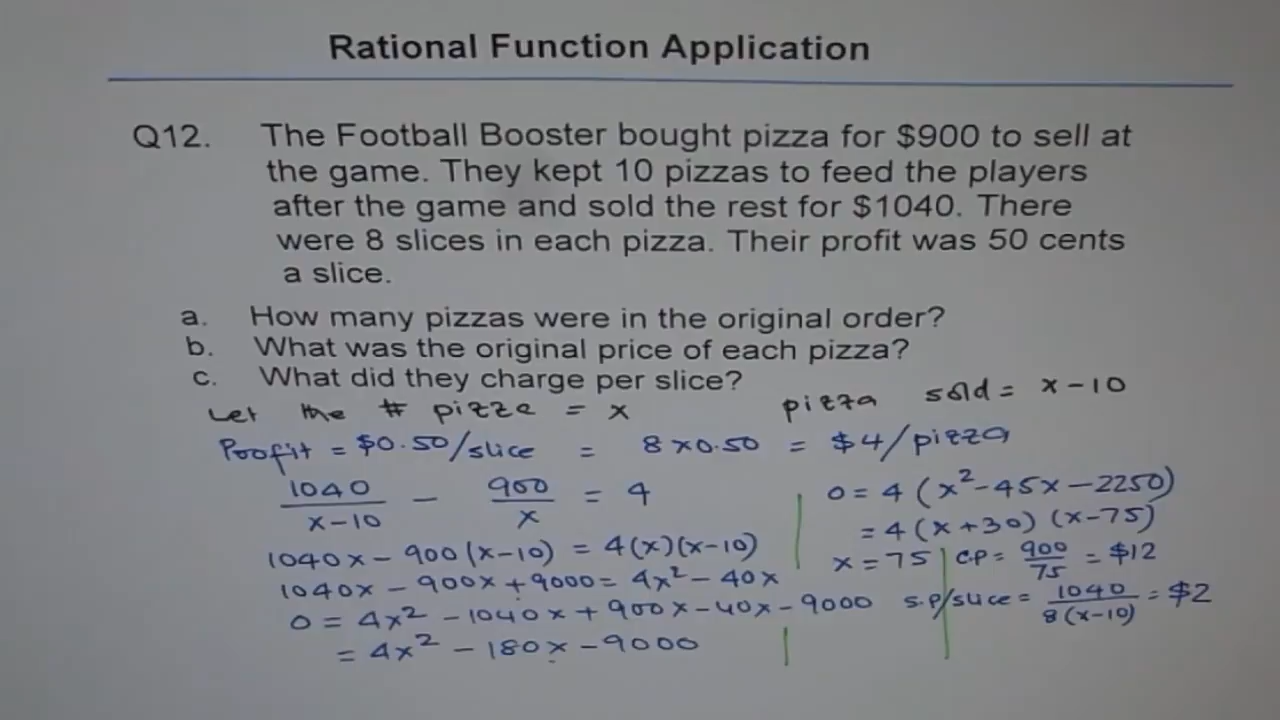 Rational Function Application
Q12. The Football Booster bought pizza for $900 to sell at
the game. They kept 10 pizzas to feed the players
after the game and sold the rest for $1040. There
were 8 slices in each pizza. Their profit was 50 cents
a slice.
a. How many pizzas were in the original order?
b. What was the original price of each pizza?
c. What did they charge per slice?
Let the # pizza = x
pizza sold = x-10
Profit = $0.50/slice = 8 x0.50 = $4/pizza
1040/(x-10) - 900/x = 4
1040x - 900(x-10) = 4(x)(x-10)
1040x - 900x + 9000 = 4x² - 40x
0 = 4x² - 1040x + 900x - 40x - 9000
= 4x² - 180x - 9000
0 = 4(x² - 45x - 2250)
= 4(x+30)(x-75)
x = 75
C.P = 900/75 = $12
S.P/slice = 1040/8(x-10) = $2